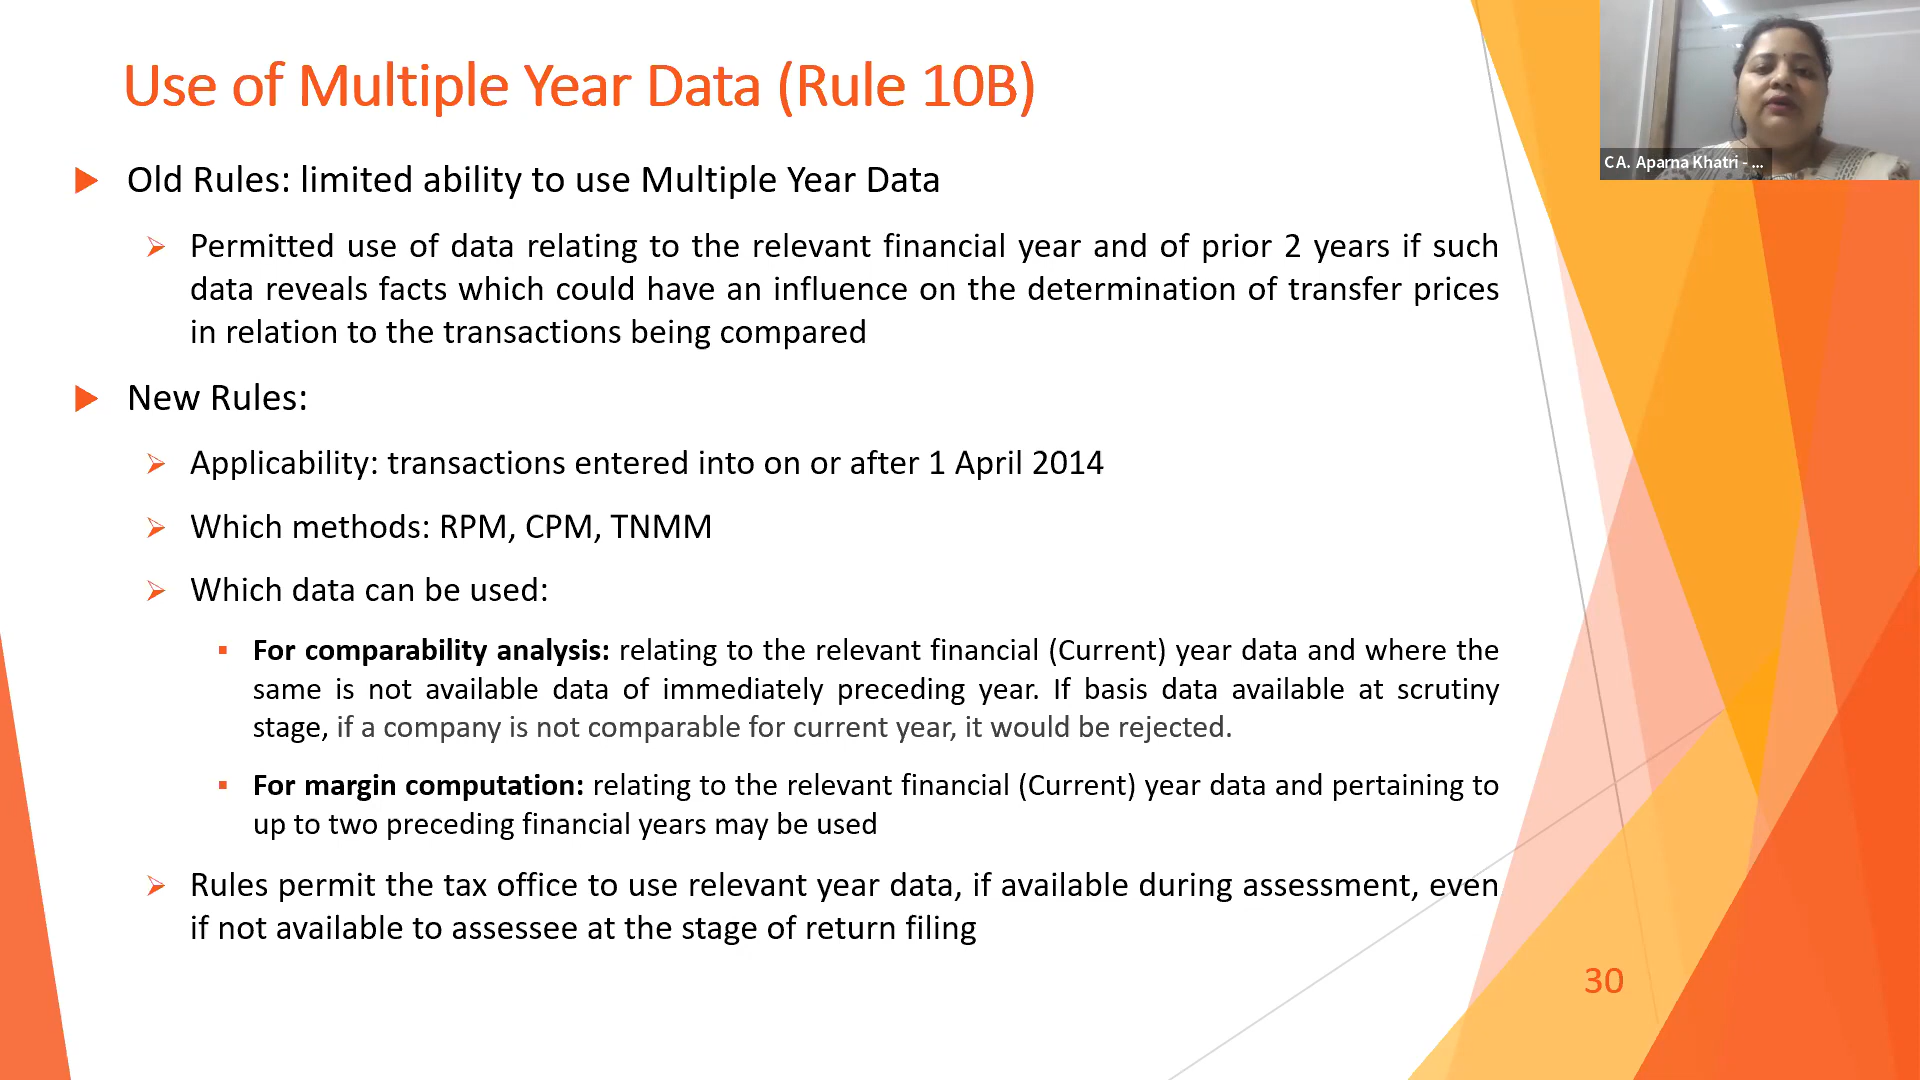 Use of Multiple Year Data (Rule 10B)
CA. Aparna Khatri - ...
Old Rules: limited ability to use Multiple Year Data
Permitted use of data relating to the relevant financial year and of prior 2 years if such
data reveals facts which could have an influence on the determination of transfer prices
in relation to the transactions being compared
New Rules:
Applicability: transactions entered into on or after 1 April 2014
Which methods: RPM, CPM, TNMM
Which data can be used:
For comparability analysis: relating to the relevant financial (Current) year data and where the
same is not available data of immediately preceding year. If basis data available at scrutiny
stage, if a company is not comparable for current year, it would be rejected.
For margin computation: relating to the relevant financial (Current) year data and pertaining to
up to two preceding financial years may be used
Rules permit the tax office to use relevant year data, if available during assessment, even
if not available to assessee at the stage of return filing
30